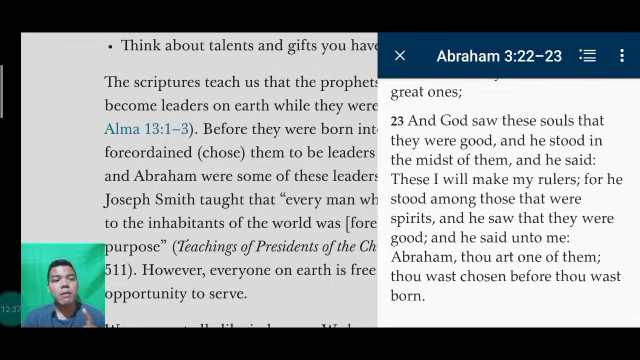 • Think about talents and gifts you have
The scriptures teach us that the prophets
become leaders on earth while they were
Alma 13:1–3). Before they were born int
foreordained (chose) them to be leaders
and Abraham were some of these leaders
Joseph Smith taught that “every man wh
to the inhabitants of the world was [fore
purpose” (Teachings of Presidents of the Ch
511). However, everyone on earth is free
opportunity to serve.
Abraham 3:22–23
great ones;
23 And God saw these souls that
they were good, and he stood in
the midst of them, and he said:
These I will make my rulers; for he
stood among those that were
spirits, and he saw that they were
good; and he said unto me:
Abraham, thou art one of them;
thou wast chosen before thou wast
born.
12:37